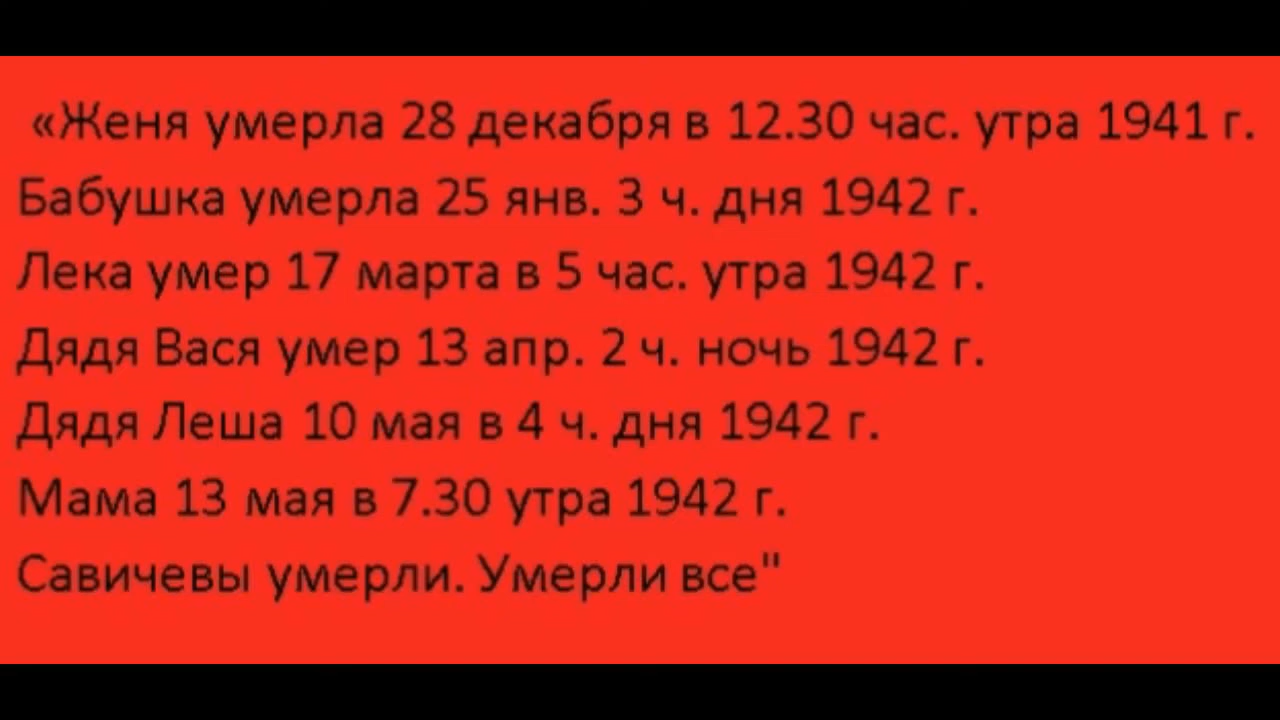 «Женя умерла 28 декабря в 12.30 час. утра 1941 г.
Бабушка умерла 25 янв. 3 ч. дня 1942 г.
Лека умер 17 марта в 5 час. утра 1942 г.
Дядя Вася умер 13 апр. 2 ч. ночь 1942 г.
Дядя Леша 10 мая в 4 ч. дня 1942 г.
Мама 13 мая в 7.30 утра 1942 г.
Савичевы умерли. Умерли все"